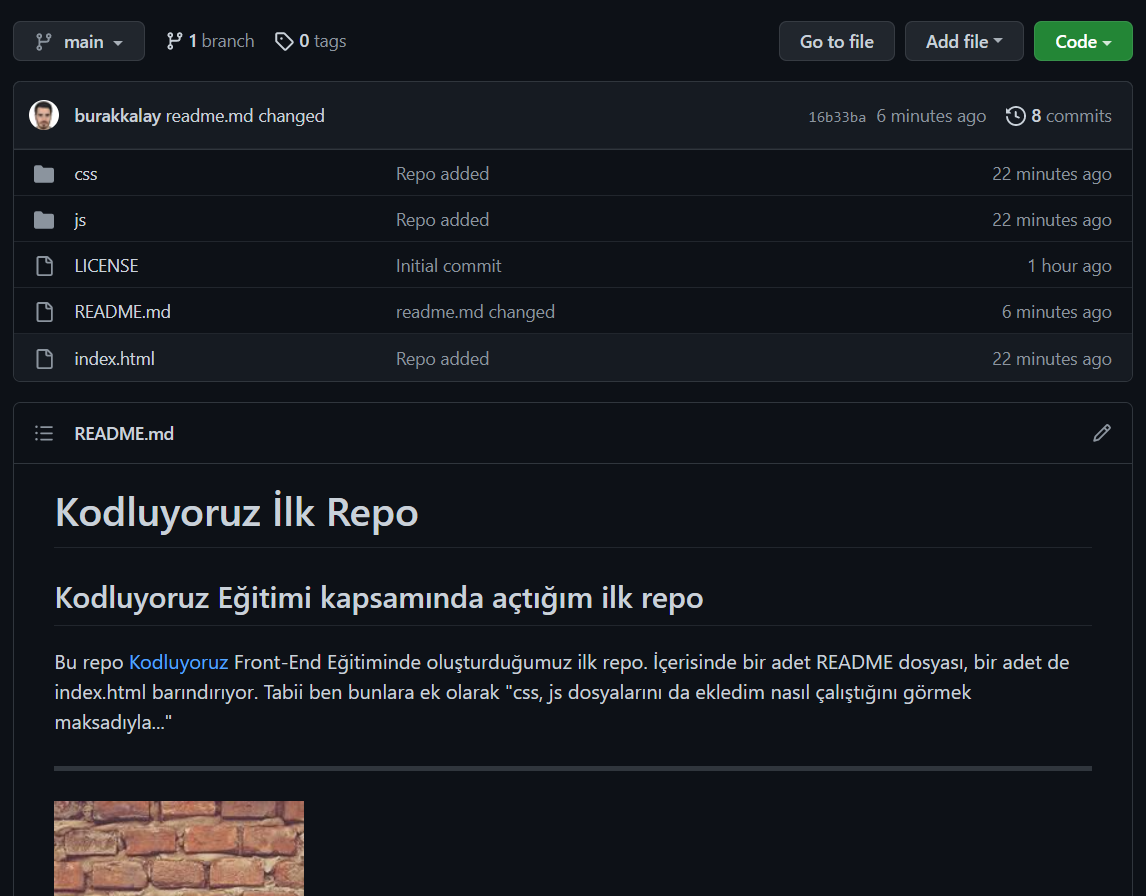 main 1 branch 0 tags Go to file Add file Code
burakkalay readme.md changed 16b33ba 6 minutes ago 8 commits
css Repo added 22 minutes ago
js Repo added 22 minutes ago
LICENSE Initial commit 1 hour ago
README.md readme.md changed 6 minutes ago
index.html Repo added 22 minutes ago
README.md
Kodluyoruz İlk Repo
Kodluyoruz Eğitimi kapsamında açtığım ilk repo
Bu repo Kodluyoruz Front-End Eğitiminde oluşturduğumuz ilk repo. İçerisinde bir adet README dosyası, bir adet de
index.html barındırıyor. Tabii ben bunlara ek olarak "css, js dosyalarını da ekledim nasıl çalıştığını görmek
maksadıyla..."